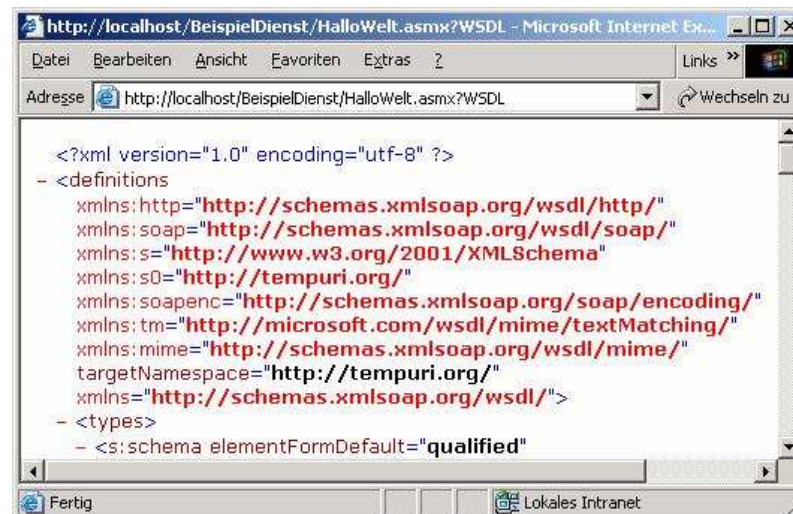 http://localhost/BeispielDienst/HalloWelt.asmx?WSDL - Microsoft Internet Ex...
Datei Bearbeiten Ansicht Favoriten Extras ? Links »
Adresse http://localhost/BeispielDienst/HalloWelt.asmx?WSDL Wechseln zu
<?xml version="1.0" encoding="utf-8" ?>
- <definitions
xmlns:http="http://schemas.xmlsoap.org/wsdl/http/"
xmlns:soap="http://schemas.xmlsoap.org/wsdl/soap/"
xmlns:s="http://www.w3.org/2001/XMLSchema"
xmlns:s0="http://tempuri.org/"
xmlns:soapenc="http://schemas.xmlsoap.org/soap/encoding/"
xmlns:tm="http://microsoft.com/wsdl/mime/textMatching/"
xmlns:mime="http://schemas.xmlsoap.org/wsdl/mime/"
targetNamespace="http://tempuri.org/"
xmlns="http://schemas.xmlsoap.org/wsdl/">
- <types>
- <s:schema elementFormDefault="qualified"
Fertig Lokales Intranet